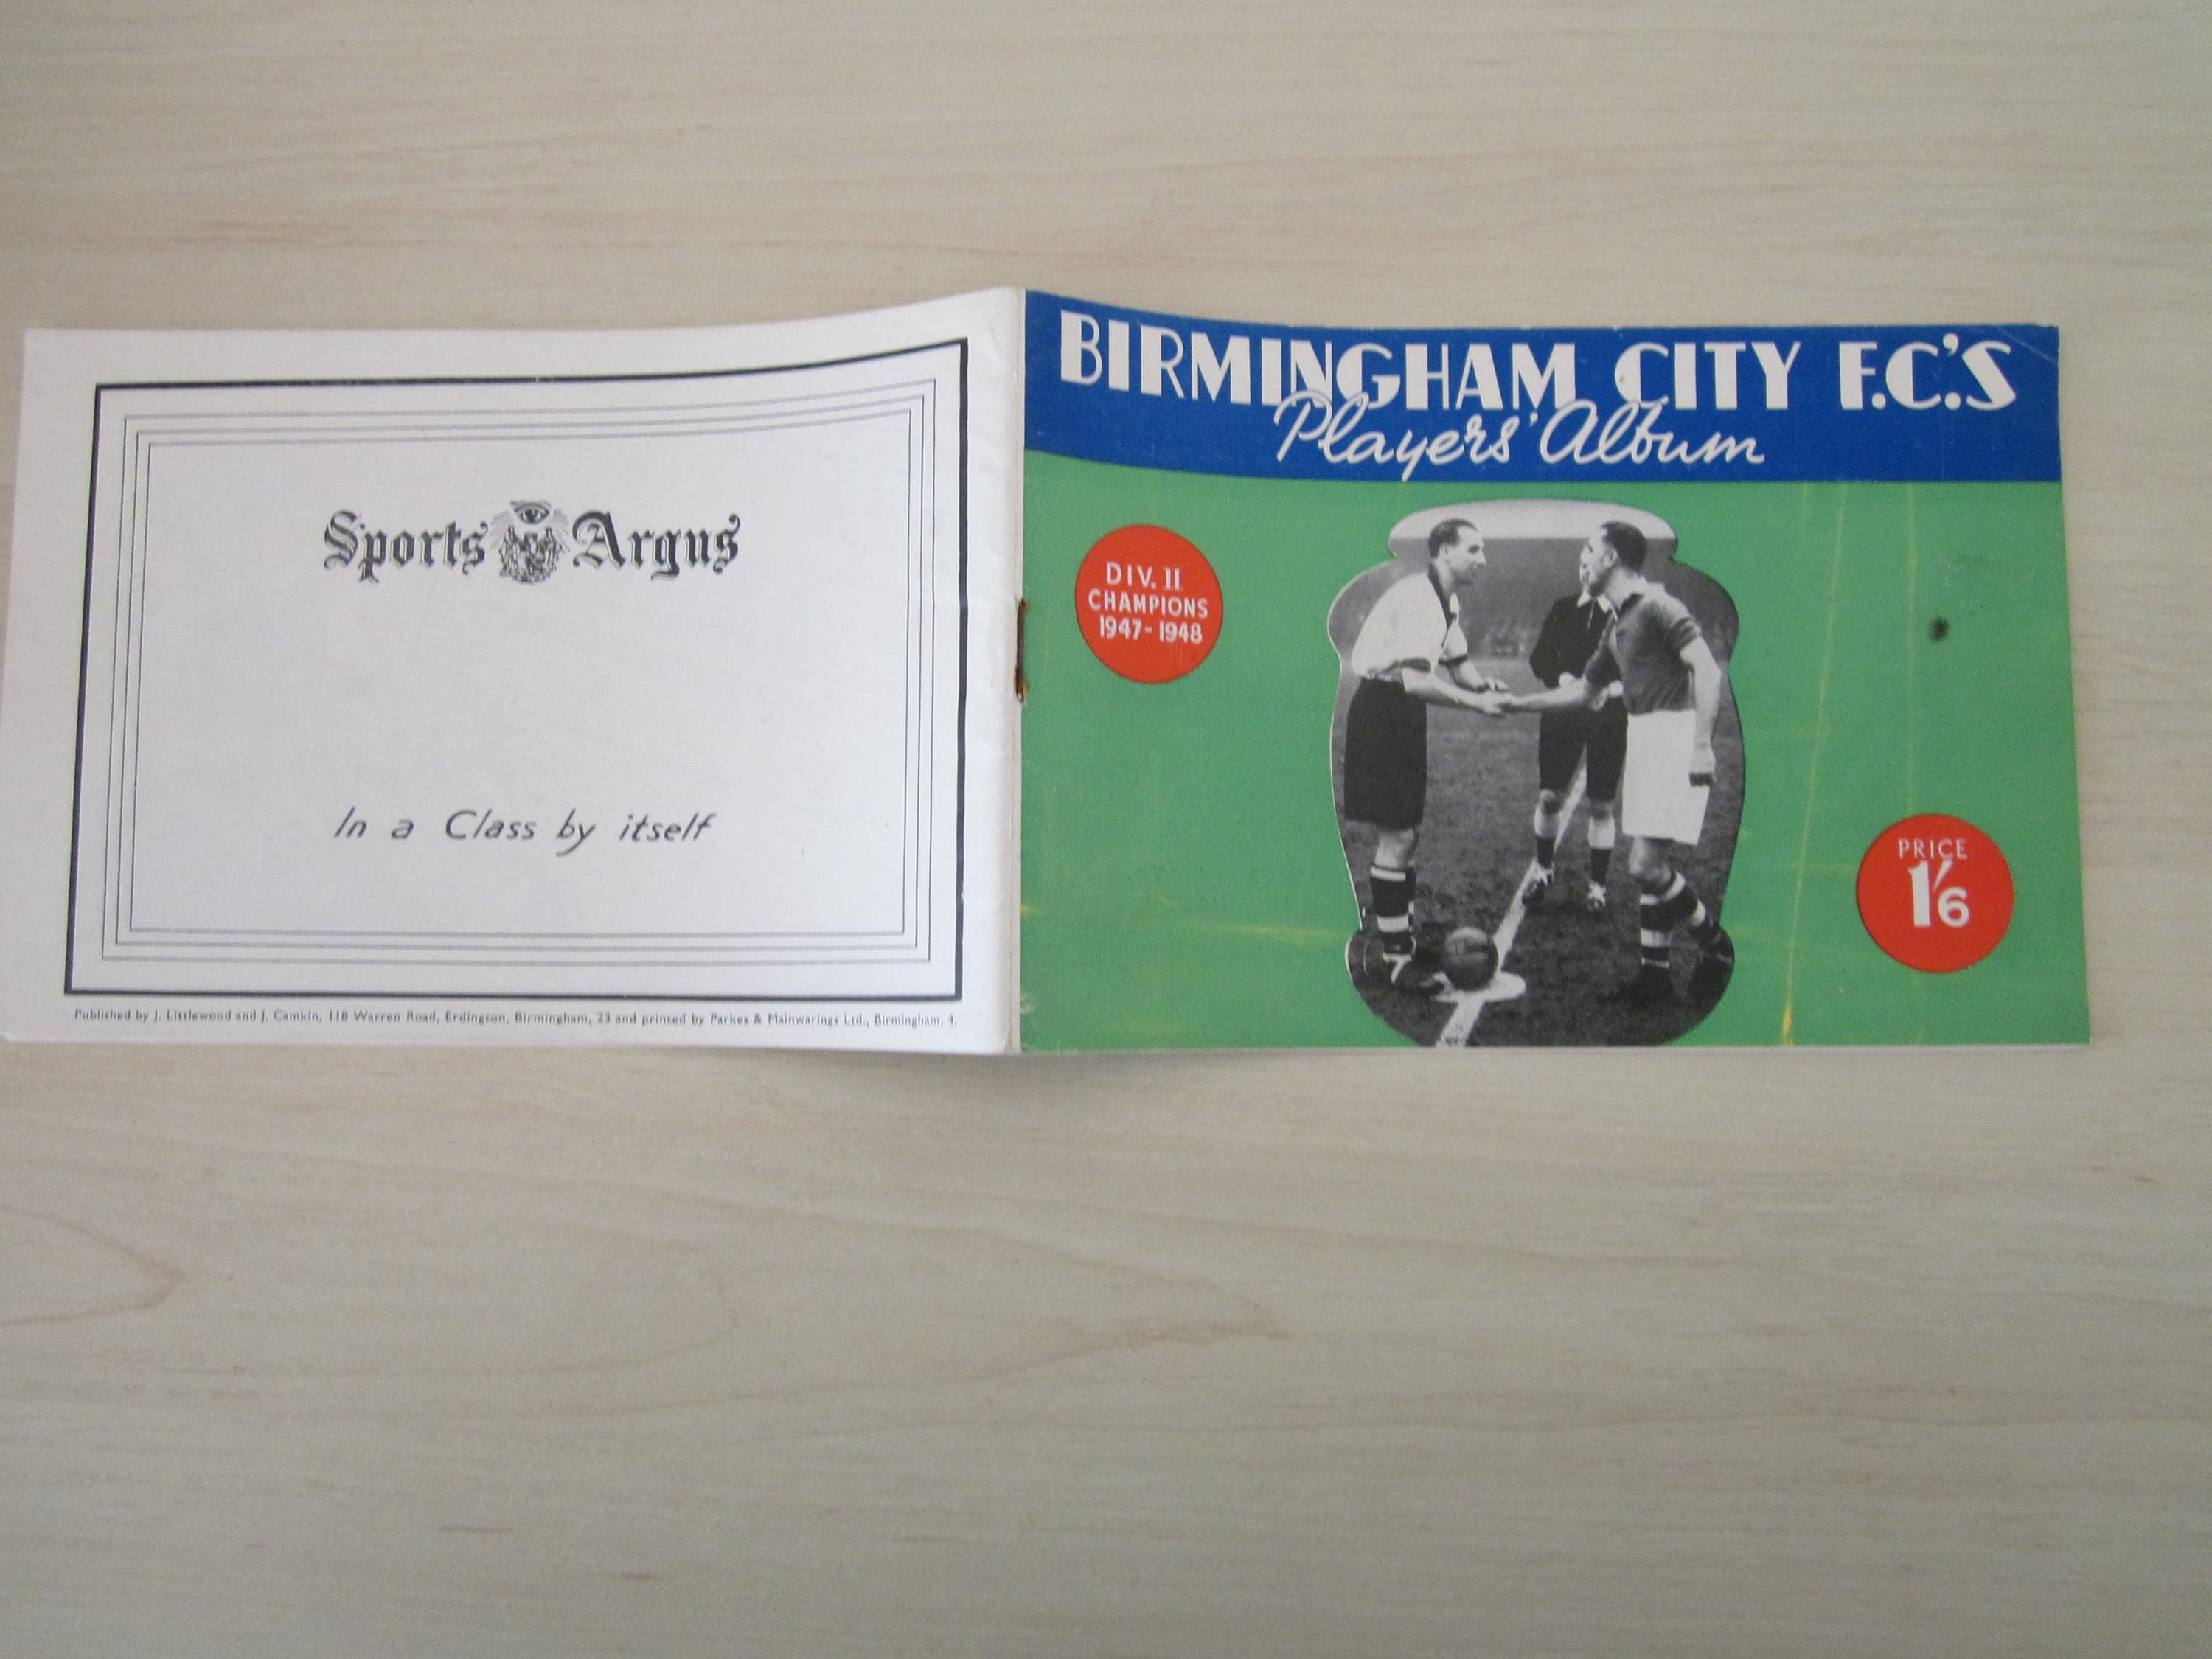 Sports Argus
In a Class by itself
Published by J. Littlewood and J. Camkin, 118 Warren Road, Erdington, Birmingham, 23 and printed by Parkes & Mainwarings Ltd., Birmingham, 4.
BIRMINGHAM CITY F.C.'S
Players' Album
DIV. II
CHAMPIONS
1947-1948
PRICE
1/6